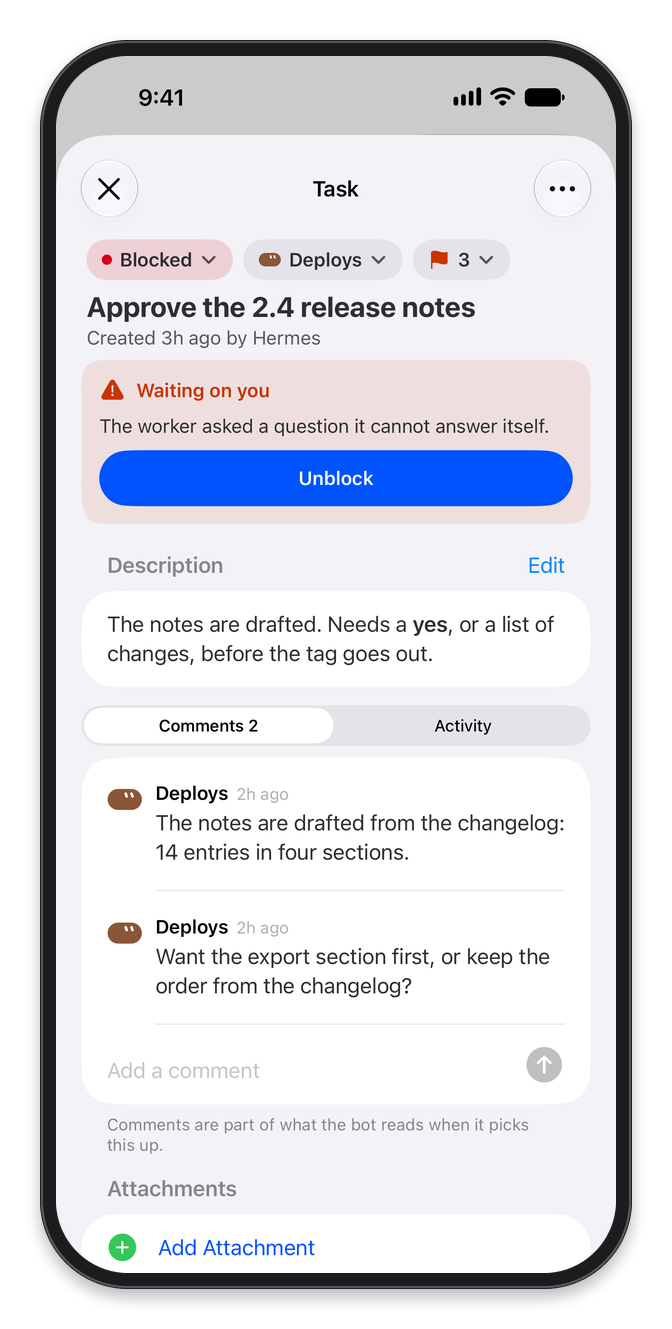 9:41
Task
Blocked
Deploys
3
Approve the 2.4 release notes
Created 3h ago by Hermes
Waiting on you
The worker asked a question it cannot answer itself.
Unblock
Description
Edit
The notes are drafted. Needs a yes, or a list of
changes, before the tag goes out.
Comments 2
Activity
Deploys 2h ago
The notes are drafted from the changelog:
14 entries in four sections.
Deploys 2h ago
Want the export section first, or keep the
order from the changelog?
Add a comment
Comments are part of what the bot reads when it picks
this up.
Attachments
Add Attachment